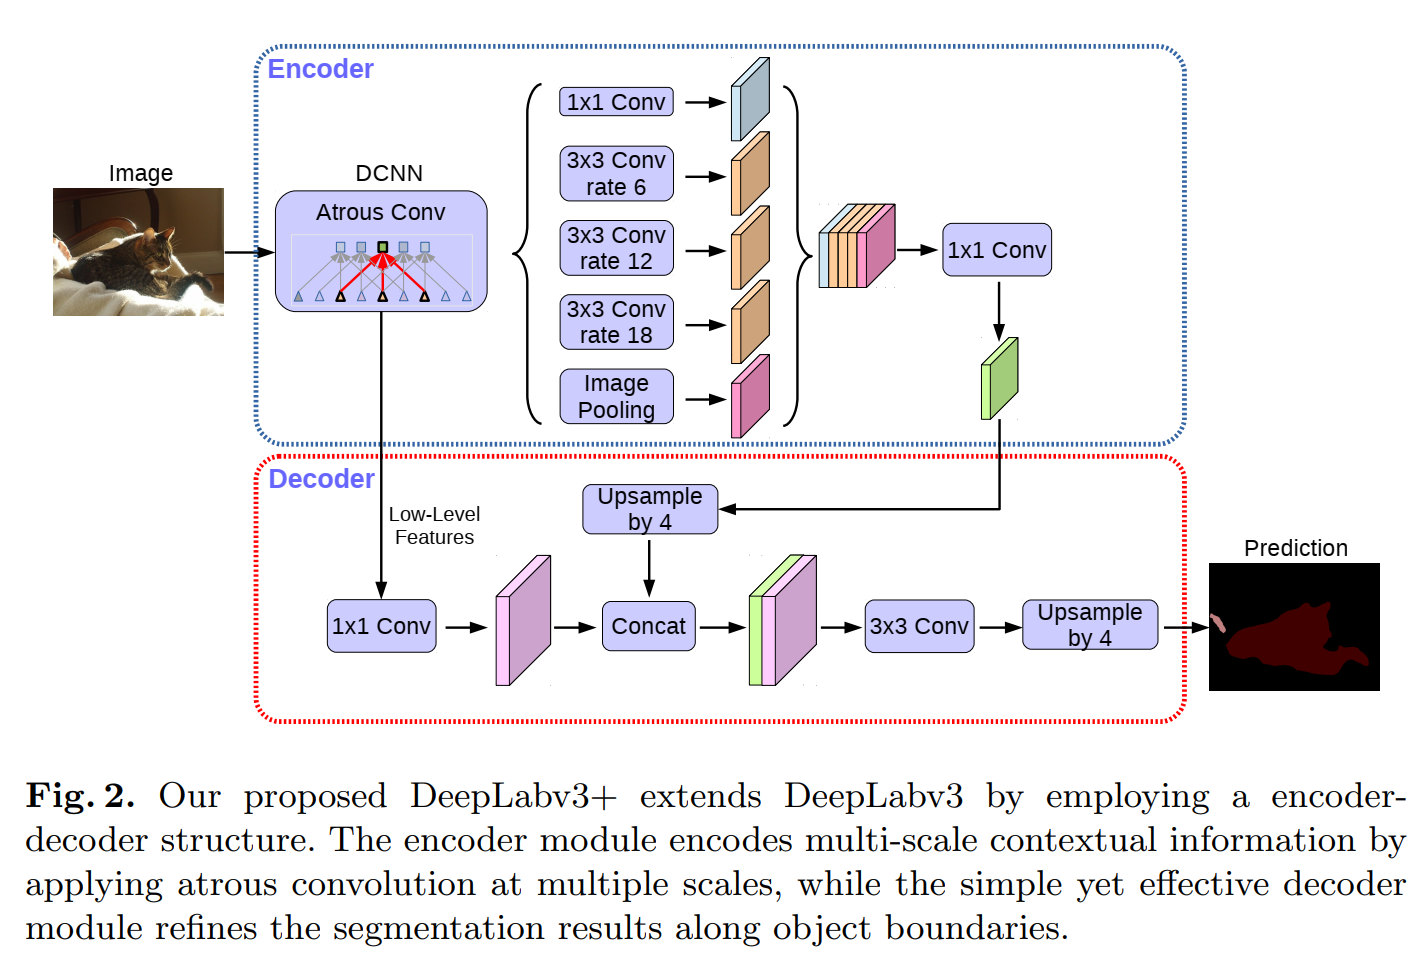 Encoder
Image
DCNN
Atrous Conv
1x1 Conv
3x3 Conv
rate 6
3x3 Conv
rate 12
3x3 Conv
rate 18
Image
Pooling
1x1 Conv
Decoder
Low-Level
Features
Upsample
by 4
1x1 Conv
Concat
3x3 Conv
Upsample
by 4
Prediction
Fig. 2. Our proposed DeepLabv3+ extends DeepLabv3 by employing a encoder-
decoder structure. The encoder module encodes multi-scale contextual information by
applying atrous convolution at multiple scales, while the simple yet effective decoder
module refines the segmentation results along object boundaries.